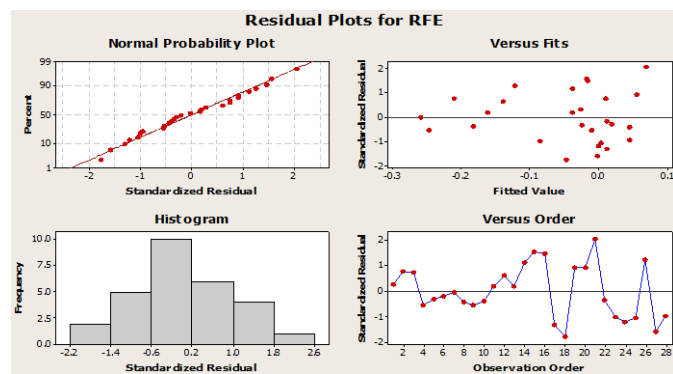 Residual Plots for RFE
Normal Probability Plot
99
90
50
10
1
Percent
-2 -1 0 1 2
Standardized Residual
Versus Fits
2
1
0
-1
-2
Standardized Residual
-0.3 -0.2 -0.1 0.0 0.1
Fitted Value
Histogram
10.0
7.5
5.0
2.5
0.0
Frequency
-2.2 -1.4 -0.6 0.2 1.0 1.8 2.6
Standardized Residual
Versus Order
2
1
0
-1
-2
Standardized Residual
2 4 6 8 10 12 14 16 18 20 22 24 26 28
Observation Order